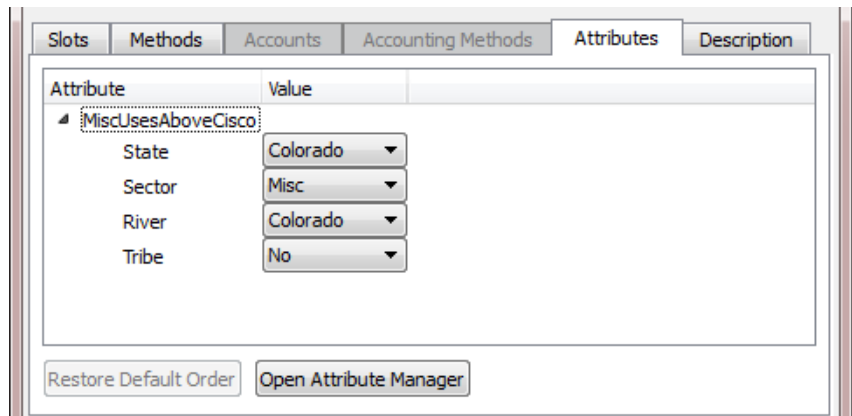 Slots Methods Accounts Accounting Methods Attributes Description
Attribute Value
MiscUsesAboveCisco
State Colorado
Sector Misc
River Colorado
Tribe No
Restore Default Order Open Attribute Manager